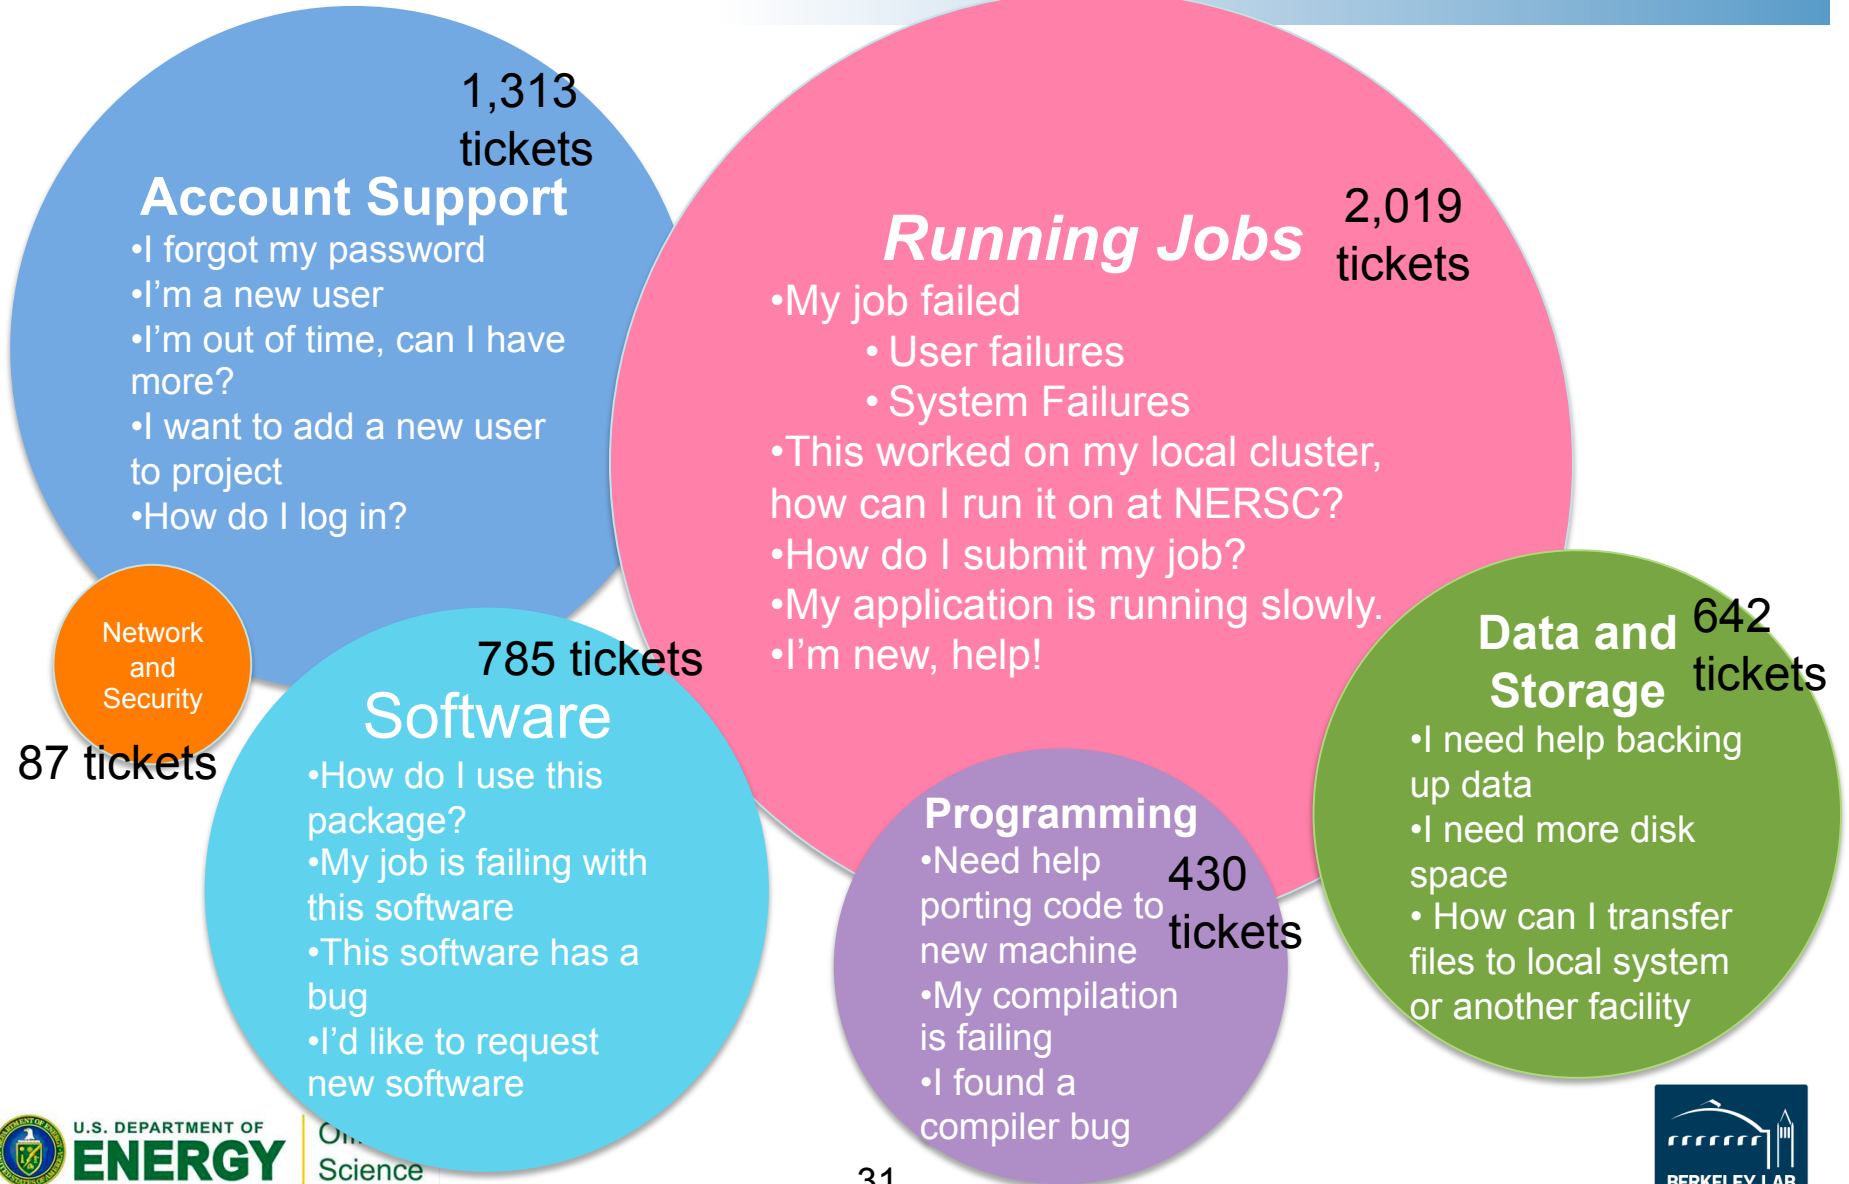 1,313
tickets
Account Support
•I forgot my password
•I'm a new user
•I'm out of time, can I have
more?
•I want to add a new user
to project
•How do I log in?
2,019
tickets
Running Jobs
•My job failed
• User failures
• System Failures
•This worked on my local cluster,
how can I run it on at NERSC?
•How do I submit my job?
•My application is running slowly.
•I'm new, help!
Network
and
Security
87 tickets
785 tickets
Software
•How do I use this
package?
•My job is failing with
this software
•This software has a
bug
•I'd like to request
new software
Programming
•Need help
porting code to
new machine
•My compilation
is failing
•I found a
compiler bug
430
tickets
Data and
Storage
642
tickets
•I need help backing
up data
•I need more disk
space
• How can I transfer
files to local system
or another facility
U.S. DEPARTMENT OF
ENERGY
Science
31
BERKELEY LAB